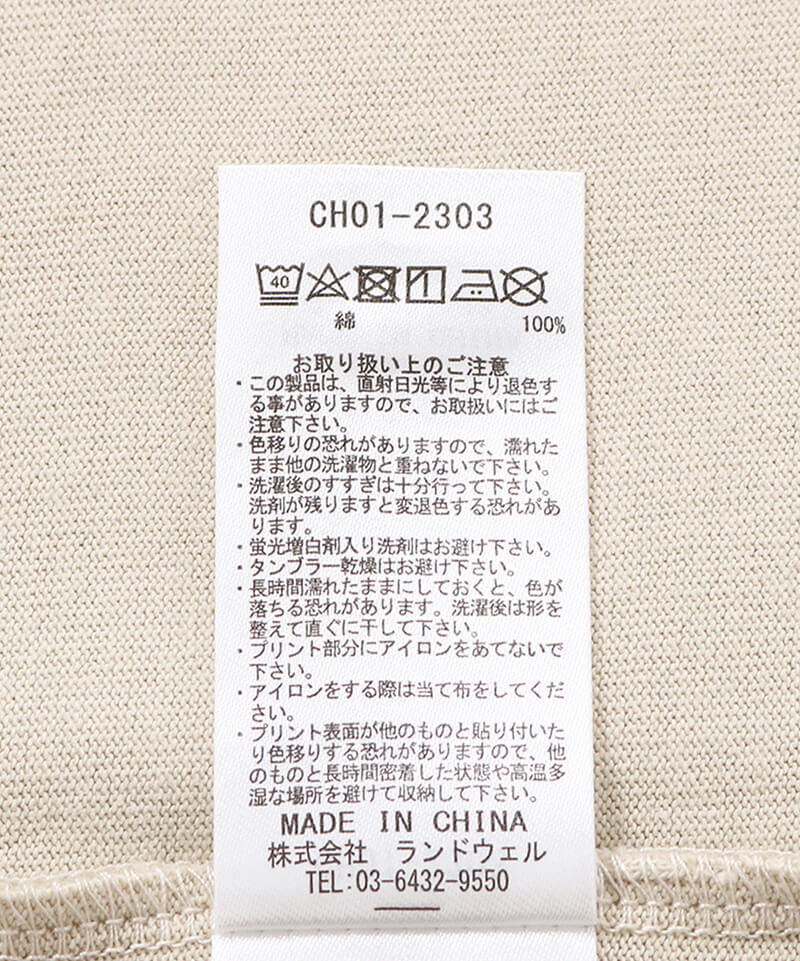 CH01-2303
40
綿 100%
お取り扱い上のご注意
・この製品は、直射日光等により退色す
る事がありますので、お取扱いにはご
注意下さい。
・色移りの恐れがありますので、濡れた
まま他の洗濯物と重ねないで下さい。
・洗濯後のすすぎは十分行って下さい。
洗剤が残りますと変退色する恐れがあ
ります。
・蛍光増白剤入り洗剤はお避け下さい。
・タンブラー乾燥はお避け下さい。
・長時間濡れたままにしておくと、色が
落ちる恐れがあります。洗濯後は形を
整えて直ぐに干して下さい。
・プリント部分にアイロンをあてないで
下さい。
・アイロンをする際は当て布をしてくだ
さい。
・プリント表面が他のものと貼り付いた
り色移りする恐れがありますので、他
のものと長時間密着した状態や高温多
湿な場所を避けて収納して下さい。
MADE IN CHINA
株式会社 ランドウェル
TEL:03-6432-9550